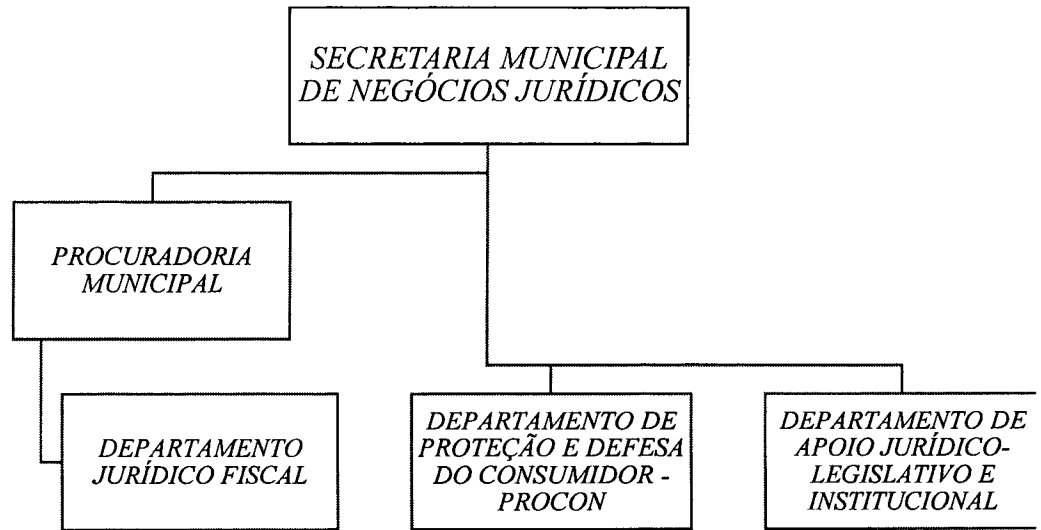 SECRETARIA MUNICIPAL
DE NEGÓCIOS JURÍDICOS
PROCURADORIA
MUNICIPAL
DEPARTAMENTO
JURÍDICO FISCAL
DEPARTAMENTO DE
PROTEÇÃO E DEFESA
DO CONSUMIDOR -
PROCON
DEPARTAMENTO DE
APOIO JURÍDICO-
LEGISLATIVO E
INSTITUCIONAL